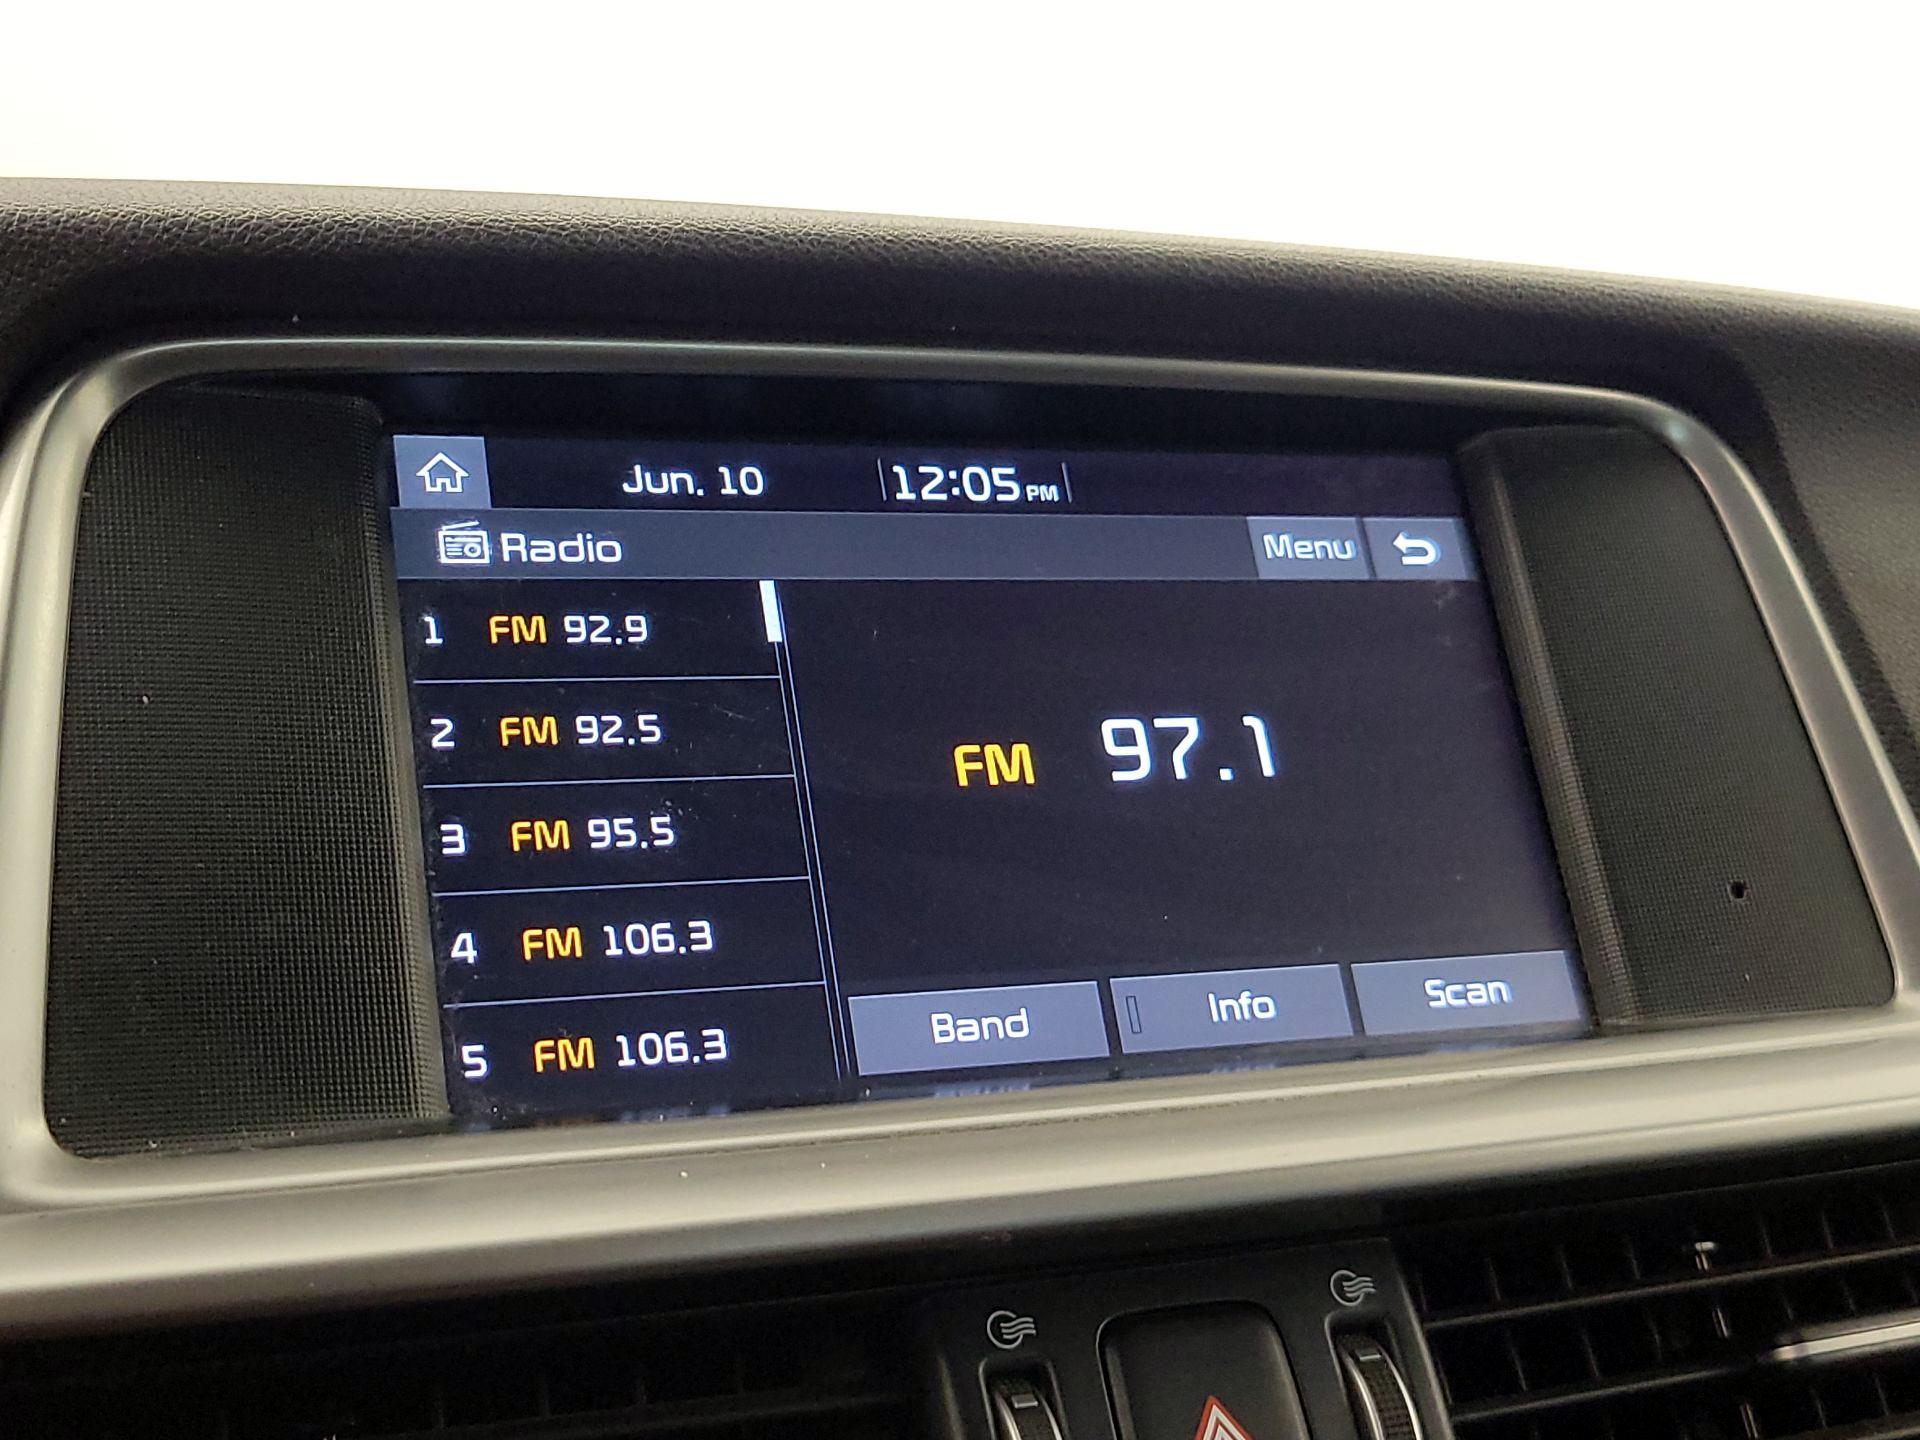 Jun. 10 12:05 PM
Radio Menu
1 FM 92.9
2 FM 92.5
3 FM 95.5
4 FM 106.3
5 FM 106.3
FM 97.1
Band Info Scan